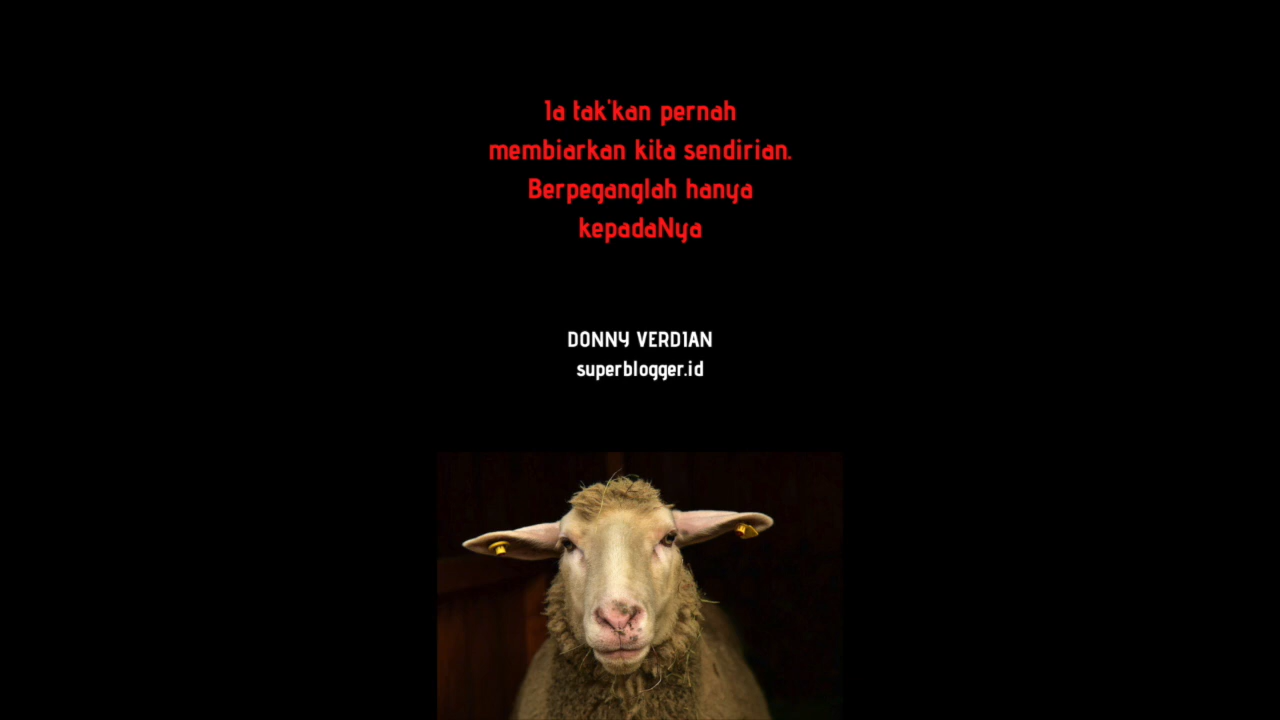 Ia tak'kan pernah
membiarkan kita sendirian.
Berpeganglah hanya
kepadaNya
DONNY VERDIAN
superblogger.id